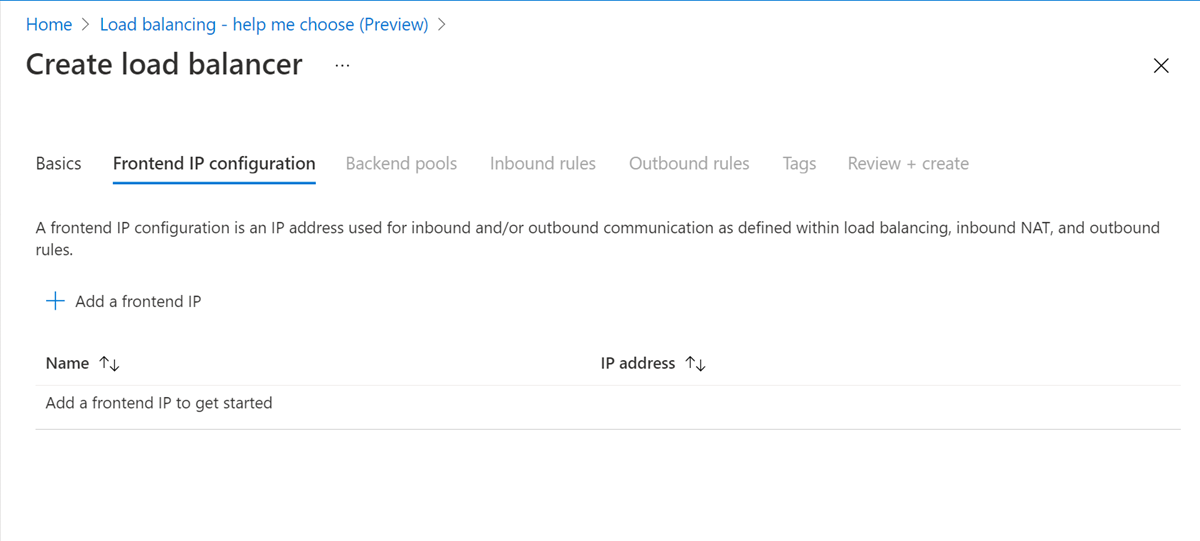 Home > Load balancing - help me choose (Preview) >
Create load balancer ...
Basics Frontend IP configuration Backend pools Inbound rules Outbound rules Tags Review + create
A frontend IP configuration is an IP address used for inbound and/or outbound communication as defined within load balancing, inbound NAT, and outbound
rules.
+ Add a frontend IP
Name ↑↓ IP address ↑↓
Add a frontend IP to get started